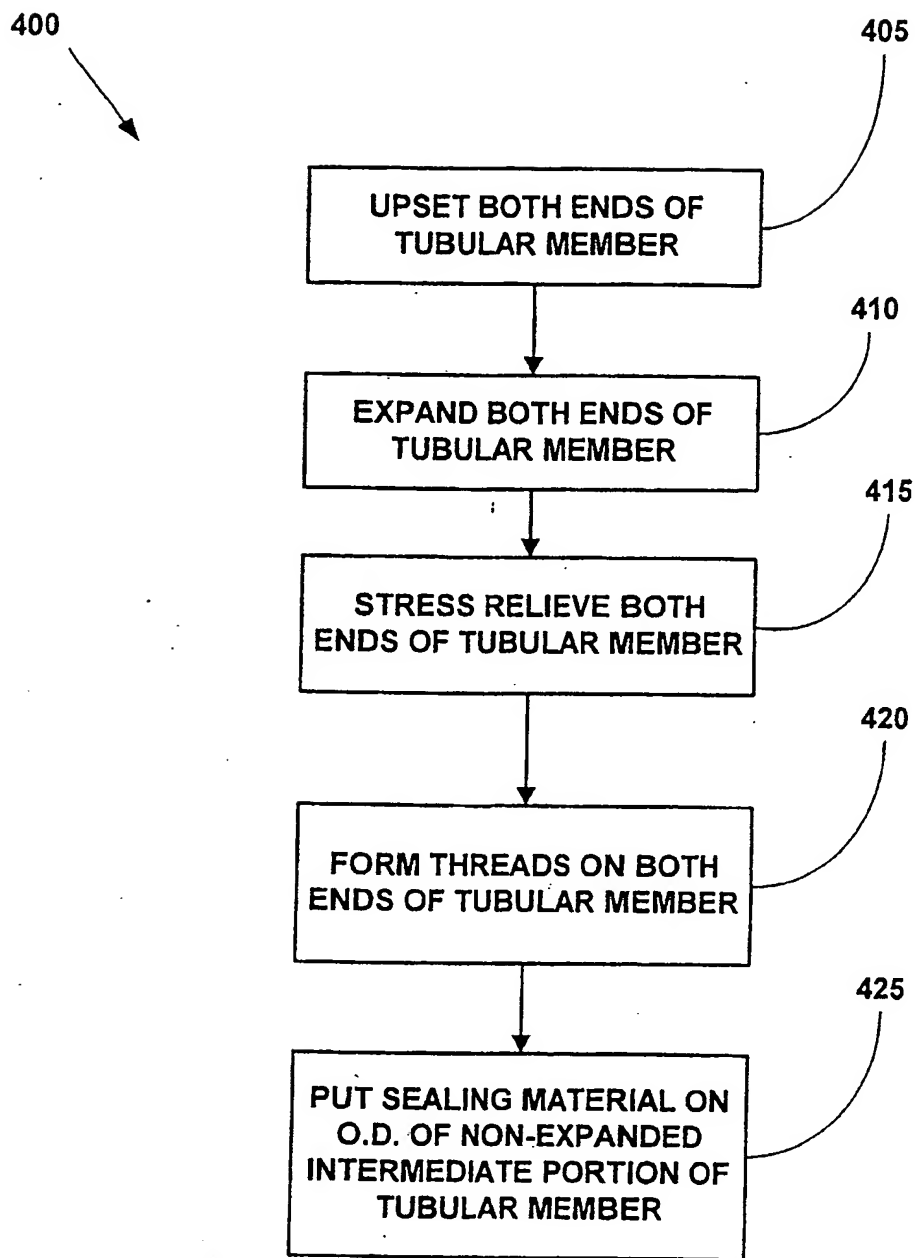 400
405
UPSET BOTH ENDS OF
TUBULAR MEMBER
410
EXPAND BOTH ENDS OF
TUBULAR MEMBER
415
STRESS RELIEVE BOTH
ENDS OF TUBULAR MEMBER
420
FORM THREADS ON BOTH
ENDS OF TUBULAR MEMBER
425
PUT SEALING MATERIAL ON
O.D. OF NON-EXPANDED
INTERMEDIATE PORTION OF
TUBULAR MEMBER